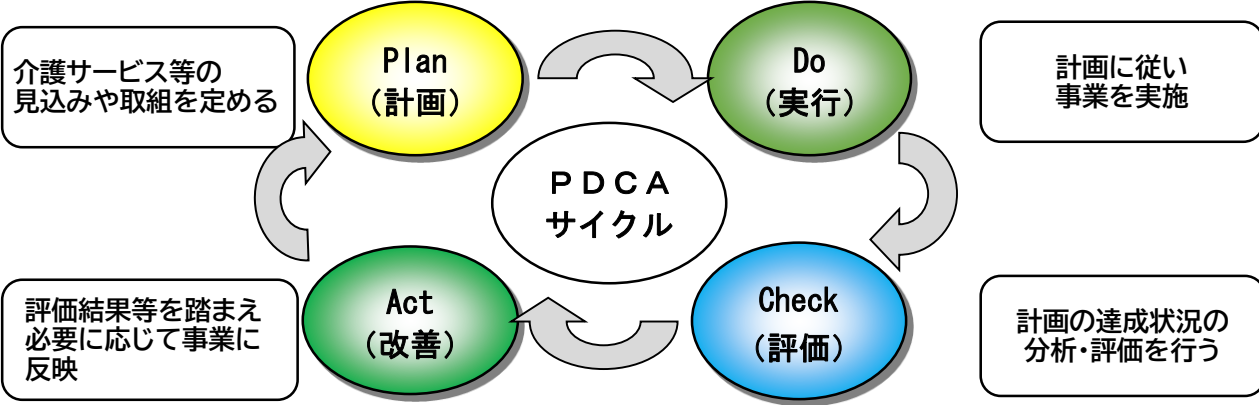 介護サービス等の
見込みや取組を定める
Plan
（計画）
Do
（実行）
計画に従い
事業を実施
ＰＤＣＡ
サイクル
評価結果等を踏まえ
必要に応じて事業に
反映
Act
（改善）
Check
（評価）
計画の達成状況の
分析・評価を行う